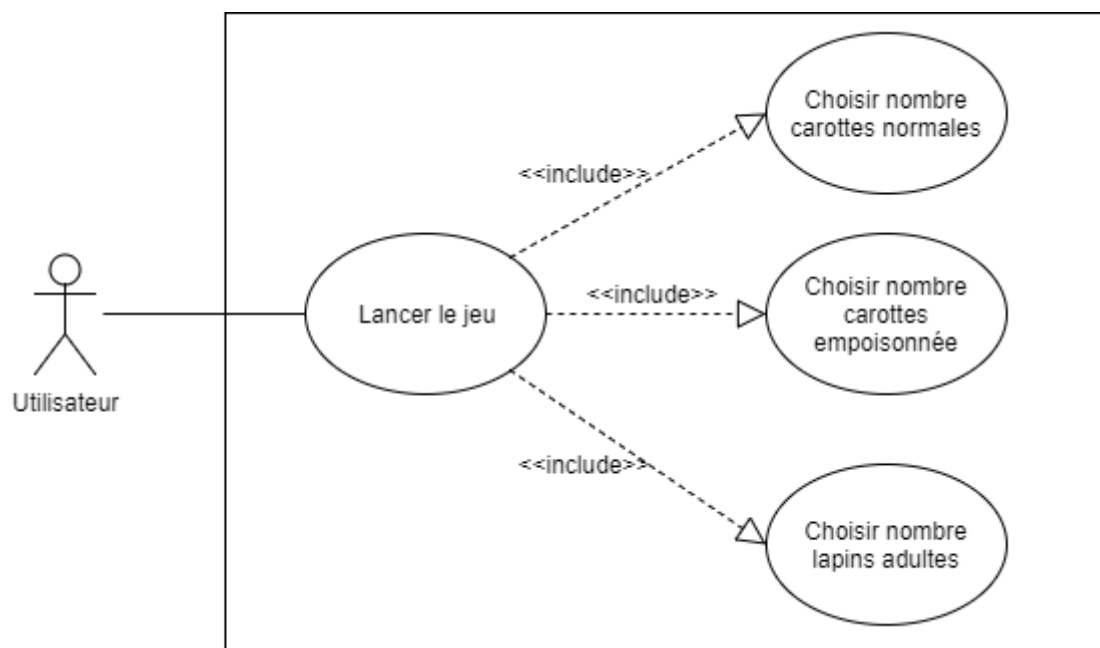 Choisir nombre
carottes normales
<<include>>
<<include>>
Choisir nombre
carottes
empoisonnée
Lancer le jeu
Utilisateur
<<include>>
Choisir nombre
lapins adultes